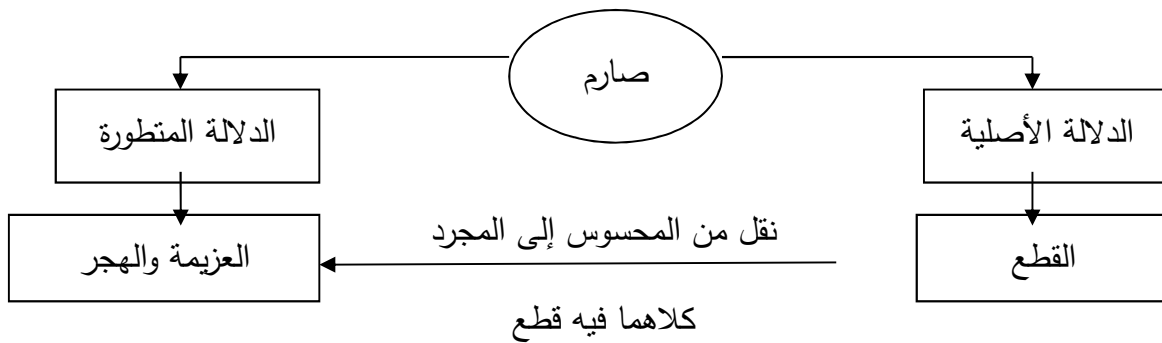 صارم
الدلالة الأصلية
الدلالة المتطورة
القطع
نقل من المحسوس إلى المجرد
العزيمة والهجر
كلاهما فيه قطع